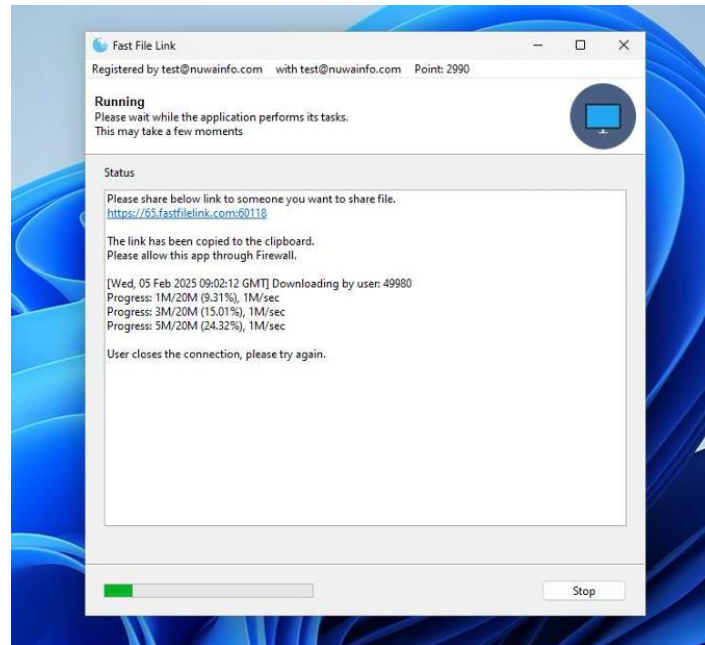 Fast File Link
Registered by test@nuwainfo.com with test@nuwainfo.com Point: 2990
Running
Please wait while the application performs its tasks.
This may take a few moments
Status
Please share below link to someone you want to share file.
https://65.fastfilelink.com:60118
The link has been copied to the clipboard.
Please allow this app through Firewall.
[Wed, 05 Feb 2025 09:02:12 GMT] Downloading by user: 49980
Progress: 1M/20M (9.31%), 1M/sec
Progress: 3M/20M (15.01%), 1M/sec
Progress: 5M/20M (24.32%), 1M/sec
User closes the connection, please try again.
Stop